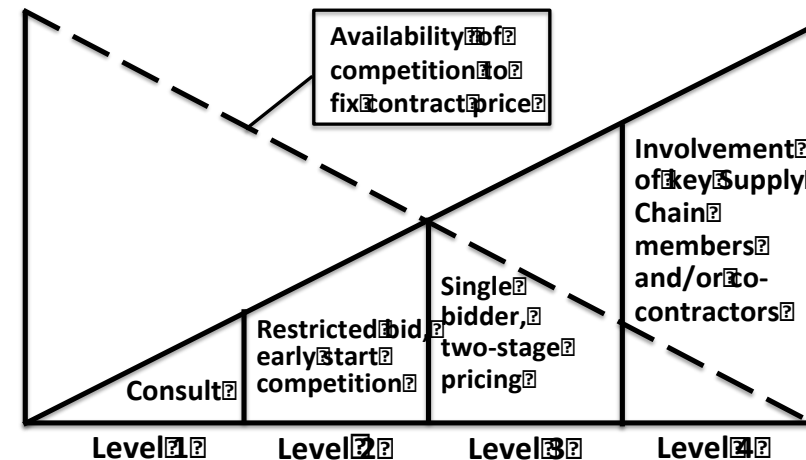 Availability of
competition to
fix contract price
Involvement
of key Supply
Chain
members
and/or co-
contractors
Single
bidder,
two-stage
pricing
Restricted bid,
early start
competition
Consult
Level 1
Level 2
Level 3
Level 4